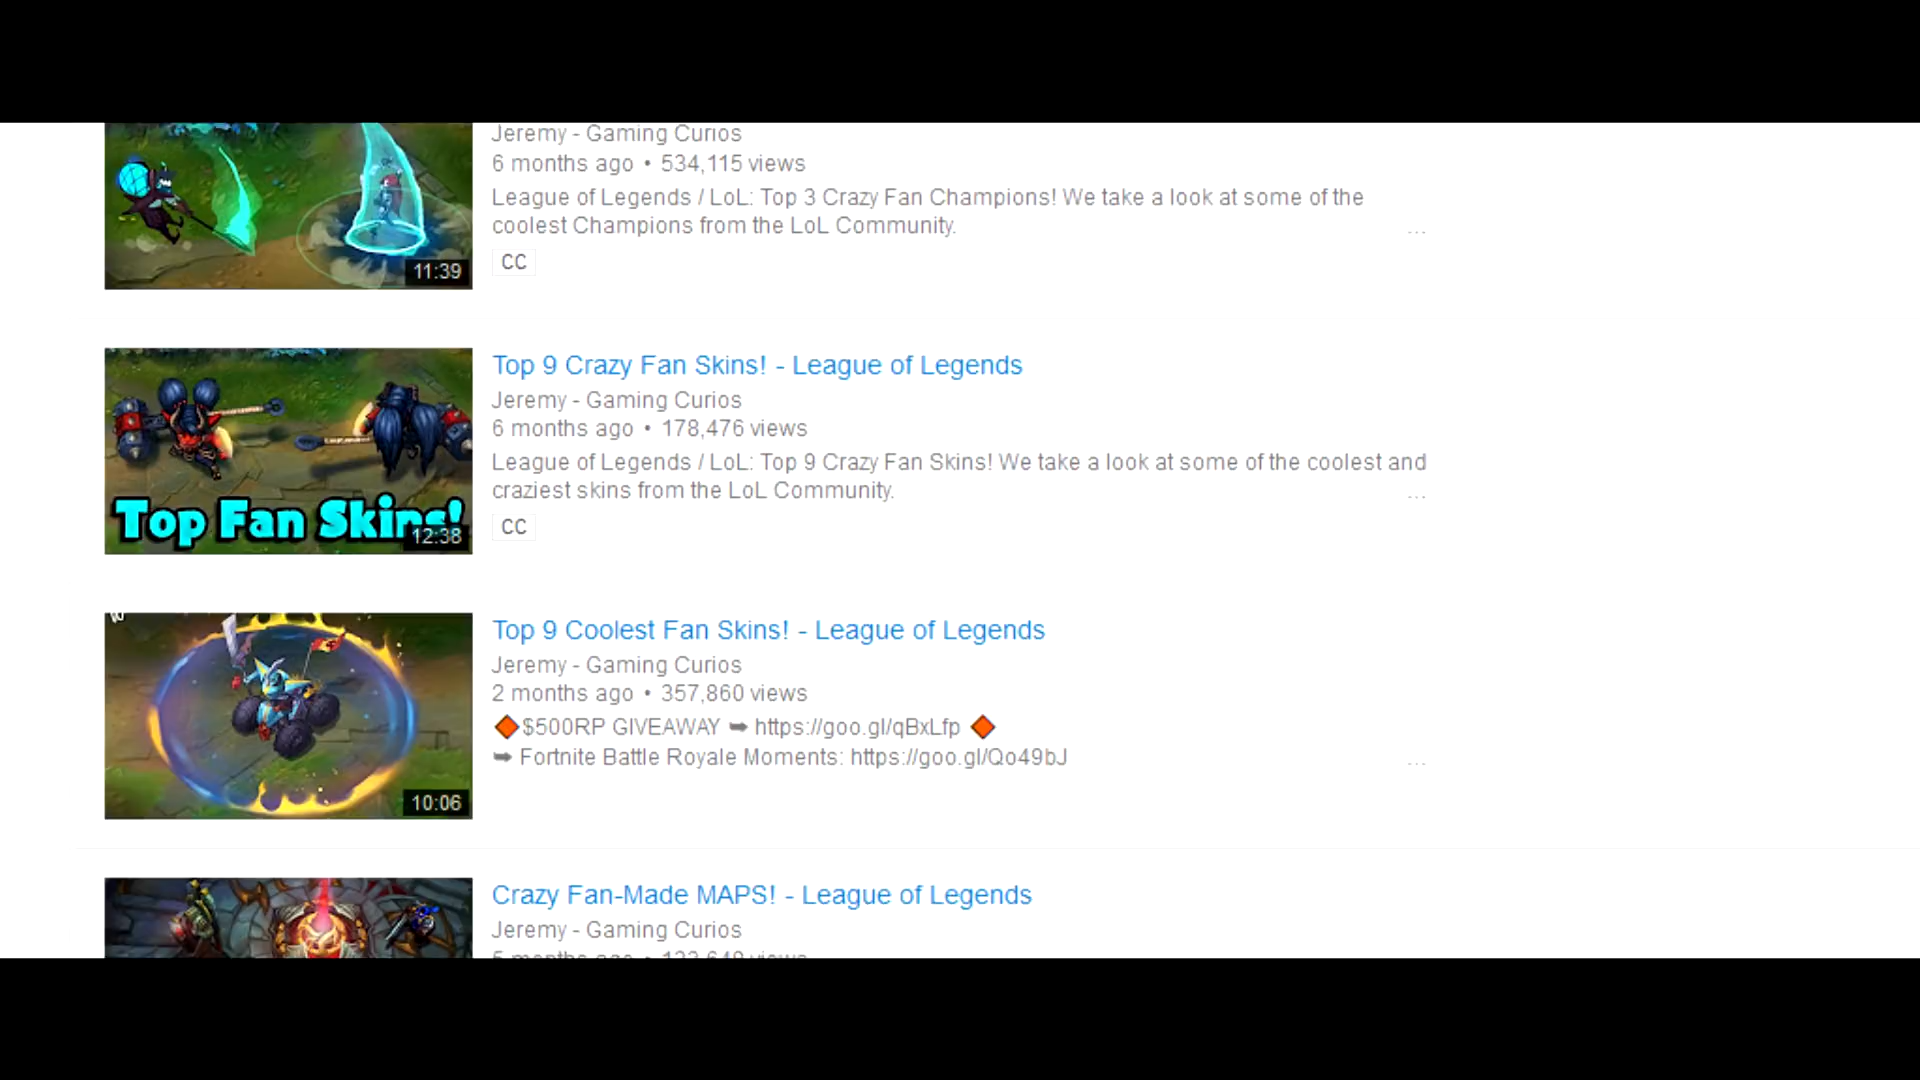 Jeremy - Gaming Curios
6 months ago • 534,115 views
League of Legends / LoL: Top 3 Crazy Fan Champions! We take a look at some of the
coolest Champions from the LoL Community.
...
CC
11:39
Top 9 Crazy Fan Skins! - League of Legends
Jeremy - Gaming Curios
6 months ago • 178,476 views
League of Legends / LoL: Top 9 Crazy Fan Skins! We take a look at some of the coolest and
craziest skins from the LoL Community.
...
CC
Top Fan Skins!
12:38
Top 9 Coolest Fan Skins! - League of Legends
Jeremy - Gaming Curios
2 months ago • 357,860 views
🔶$500RP GIVEAWAY ➥ https://goo.gl/qBxLfp 🔶
➥ Fortnite Battle Royale Moments: https://goo.gl/Qo49bJ
...
10:06
Crazy Fan-Made MAPS! - League of Legends
Jeremy - Gaming Curios
5 months ago • views